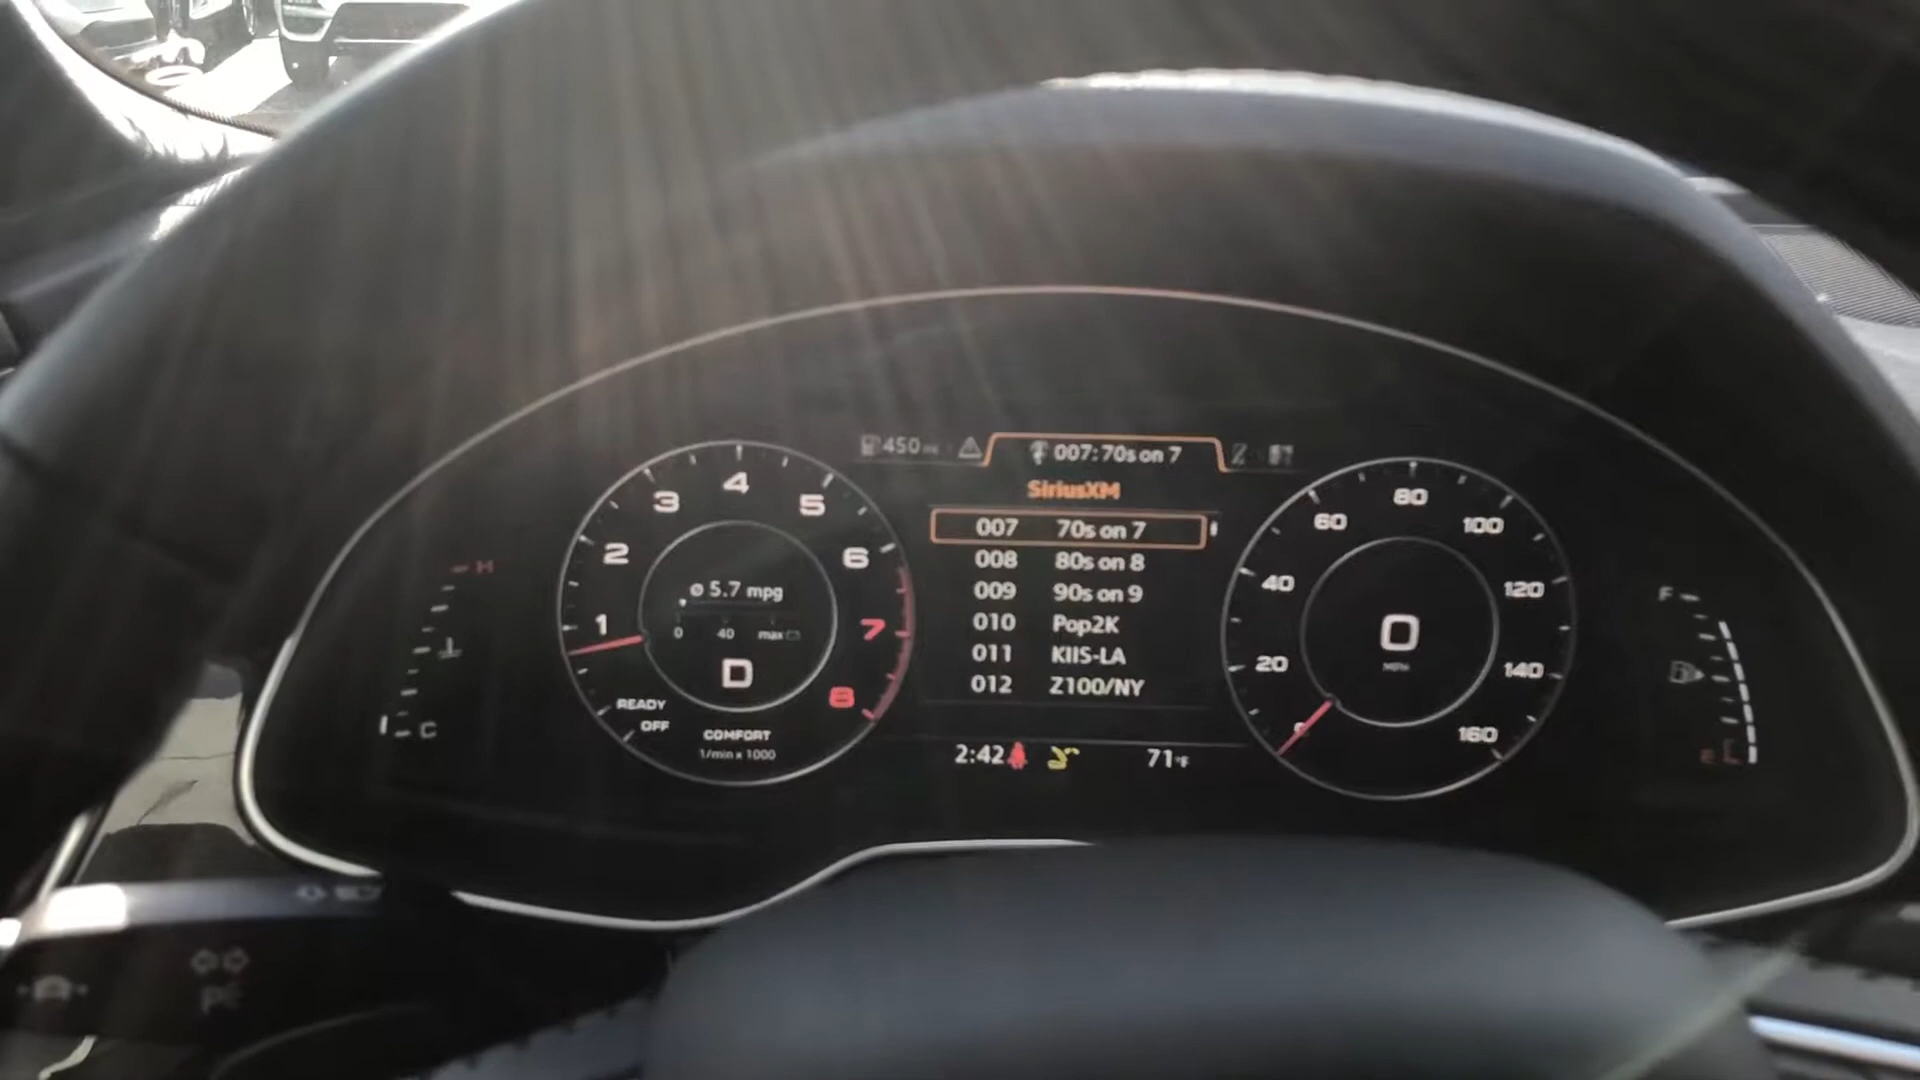 450 mi
007:70s on 7
SiriusXM
007 70s on 7
008 80s on 8
009 90s on 9
010 Pop2K
011 KIIS-LA
012 Z100/NY
2:42
71°F
H
C
1
2
3
4
5
6
7
8
ø 5.7 mpg
0 40 max
D
READY
OFF
COMFORT
1/min x 1000
20
40
60
80
100
120
140
160
0
MPH
F